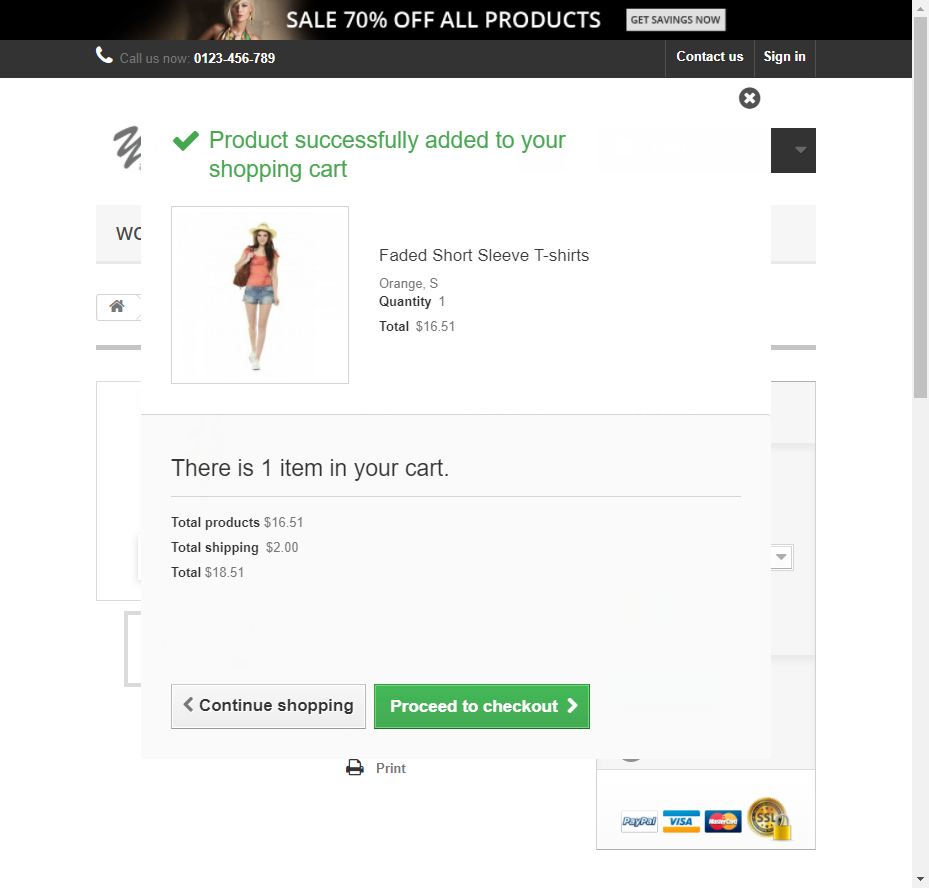 SALE 70% OFF ALL PRODUCTS GET SAVINGS NOW
Call us now: 0123-456-789 Contact us Sign in
Product successfully added to your
shopping cart
WO
Faded Short Sleeve T-shirts
Orange, S
Quantity 1
Total $16.51
There is 1 item in your cart.
Total products $16.51
Total shipping $2.00
Total $18.51
Continue shopping Proceed to checkout
Print
PayPal VISA MasterCard SSL